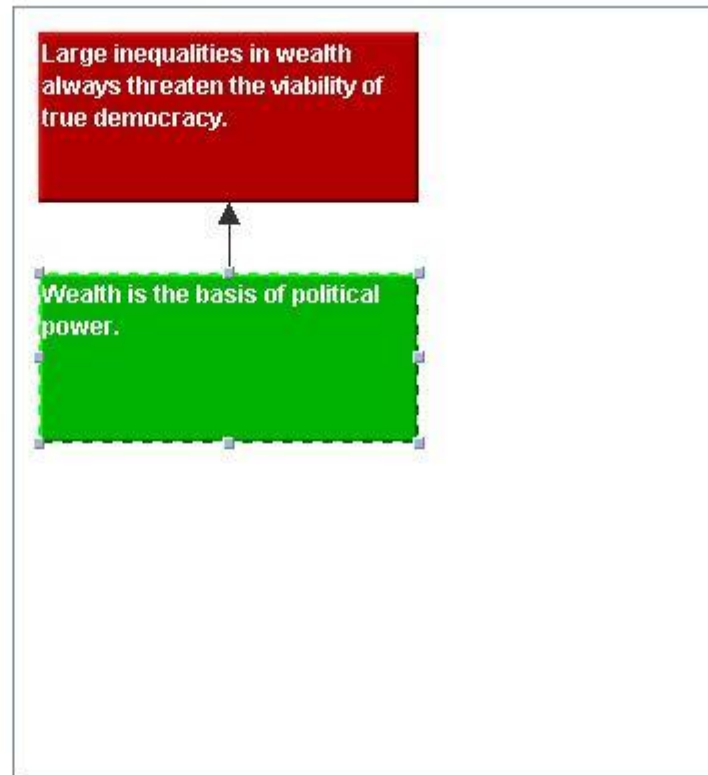 Large inequalities in wealth
always threaten the viability of
true democracy.
Wealth is the basis of political
power.